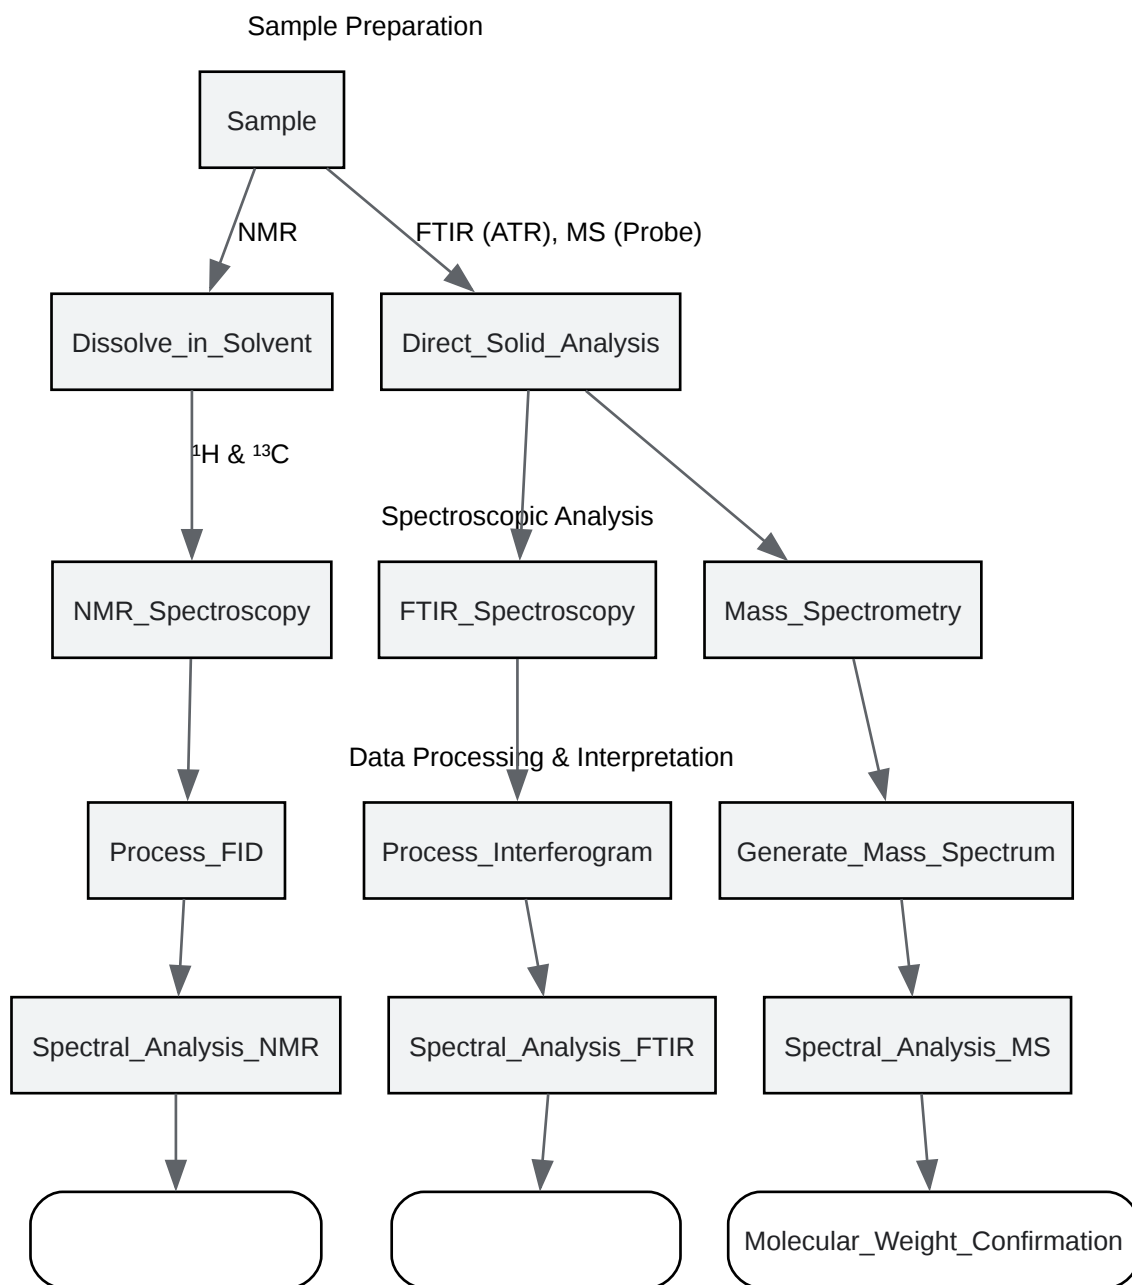 Sample Preparation
Sample
NMR
FTIR (ATR), MS (Probe)
Dissolve_in_Solvent
Direct_Solid_Analysis
¹H & ¹³C
Spectroscopic Analysis
NMR_Spectroscopy
FTIR_Spectroscopy
Mass_Spectrometry
Data Processing & Interpretation
Process_FID
Process_Interferogram
Generate_Mass_Spectrum
Spectral_Analysis_NMR
Spectral_Analysis_FTIR
Spectral_Analysis_MS
Molecular_Weight_Confirmation